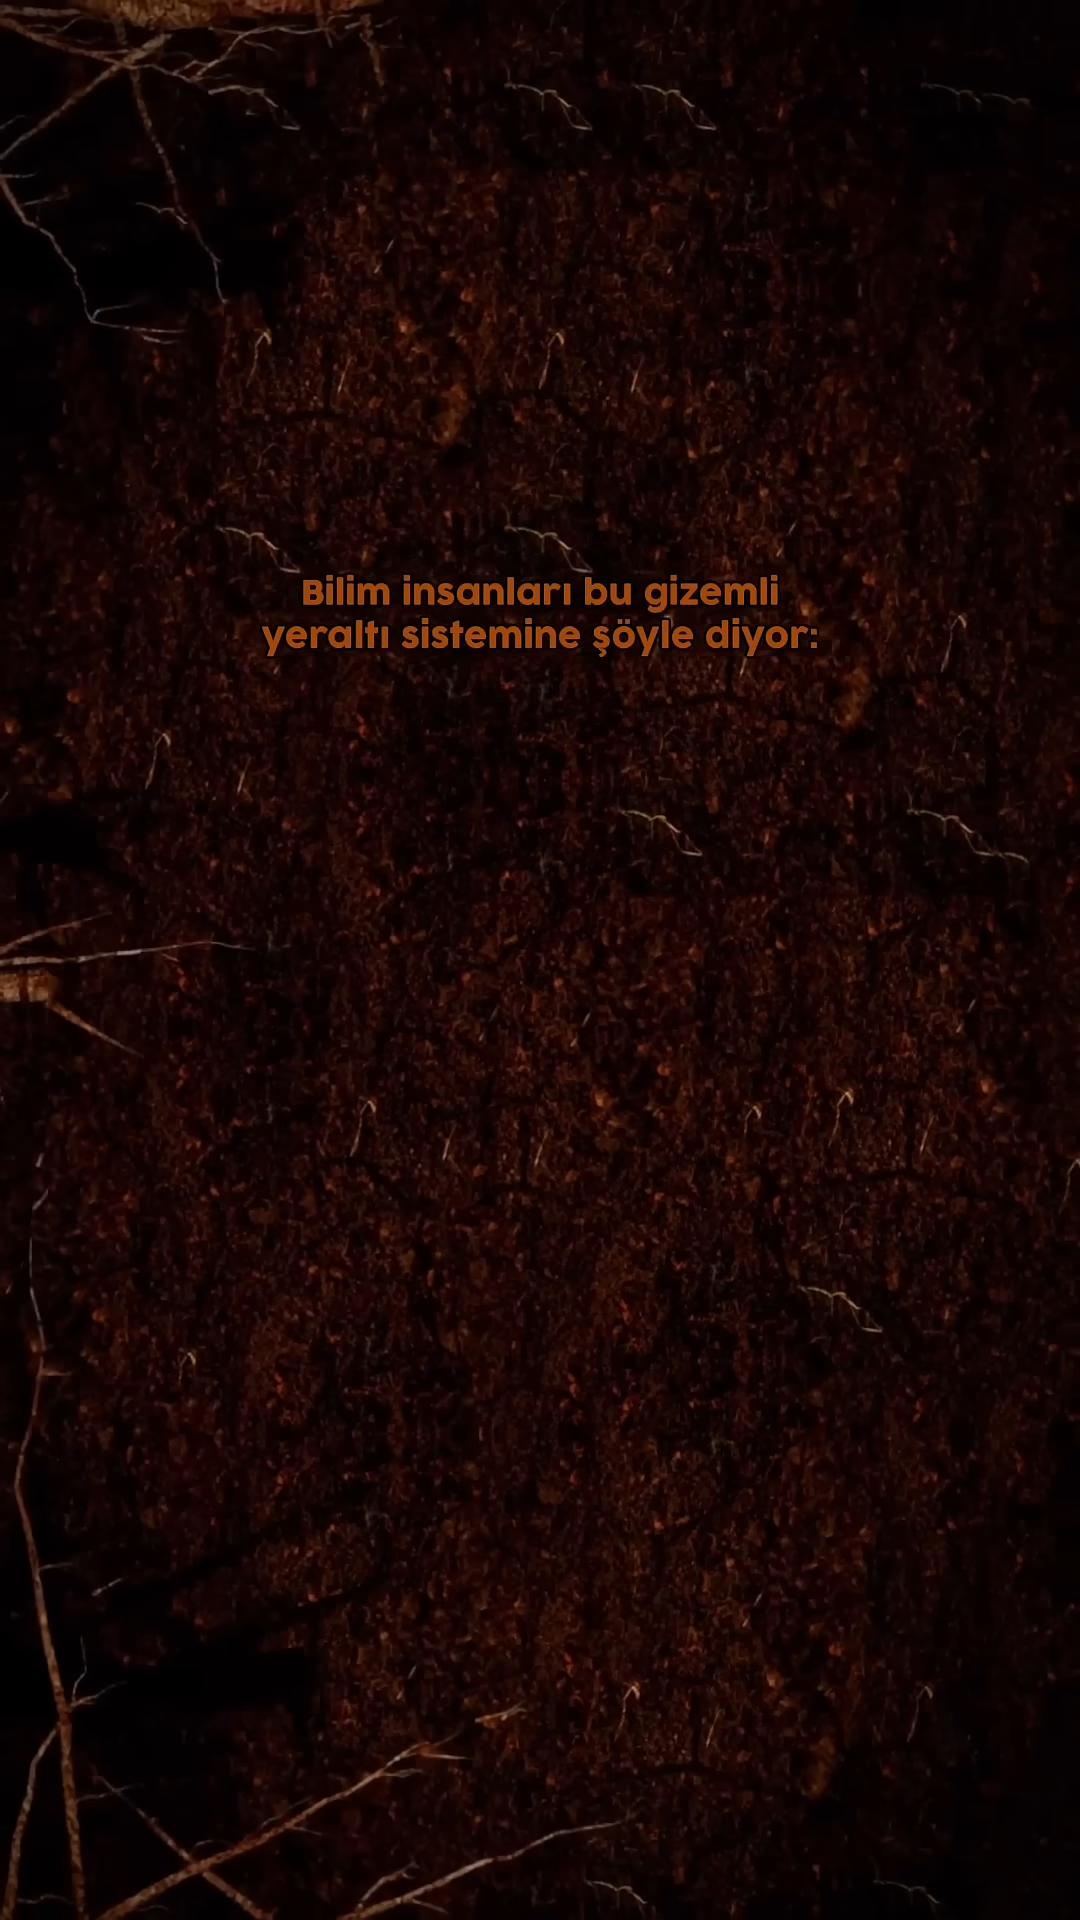 Bilim insanları bu gizemli
yeraltı sistemine şöyle diyor: